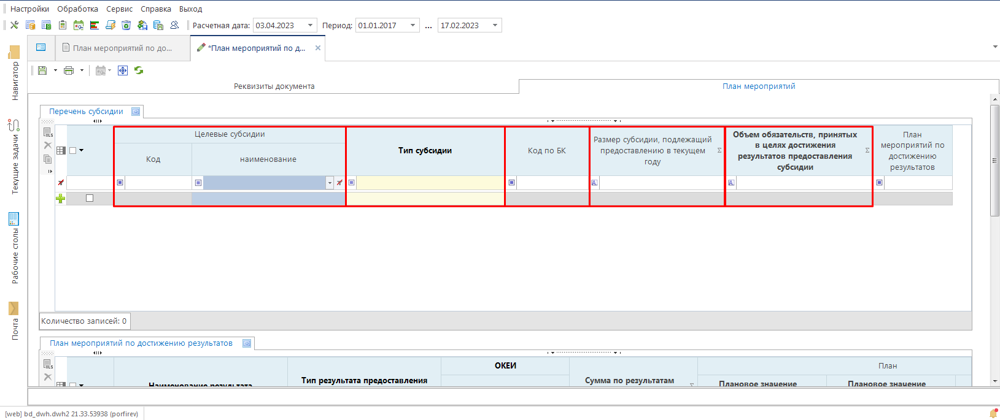 Настройки Обработка Сервис Справка Выход
Расчетная дата: 03.04.2023 Период: 01.01.2017 ... 17.02.2023
План мероприятий по до... *План мероприятий по д...
Навигатор
Текущие задачи
Рабочие столы
Почта
Реквизиты документа План мероприятий
Перечень субсидии
XLS
Целевые субсидии
Код
наименование
Тип субсидии
Код по БК
Размер субсидии, подлежащий
предоставлению в текущем
году
Σ
Объем обязательств, принятых
в целях достижения
результатов предоставления
субсидии
Σ
План
мероприятий по
достижению
результатов
A
A
Количество записей: 0
План мероприятий по достижению результатов
XLS
Наименование результата
Тип результата предоставления
ОКЕИ
Сумма по результатам
План
Плановое значение
Плановое значение
[web] bd_dwh.dwh2 21.33.53938 (porfirev)